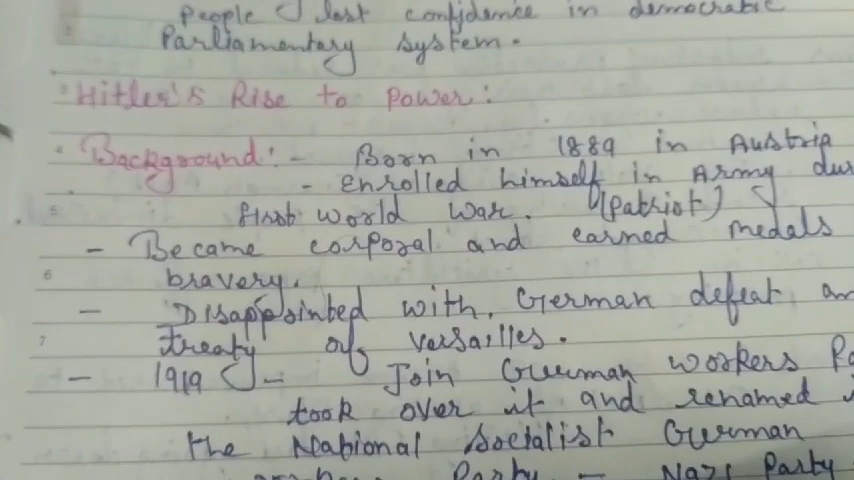 People lost confidence in democratic
Parliamentary system.
Hitler's Rise to Power:
Background:- Born in 1889 in Austria
- Enrolled himself in Army
first world war. (Patriot)
- Became corporal and earned medals
bravery.
- Disappointed with German defeat
treaty of Versailles.
- 1919 - Join German Workers
took over it and renamed
the National Socialist German
Party - Nazi Party